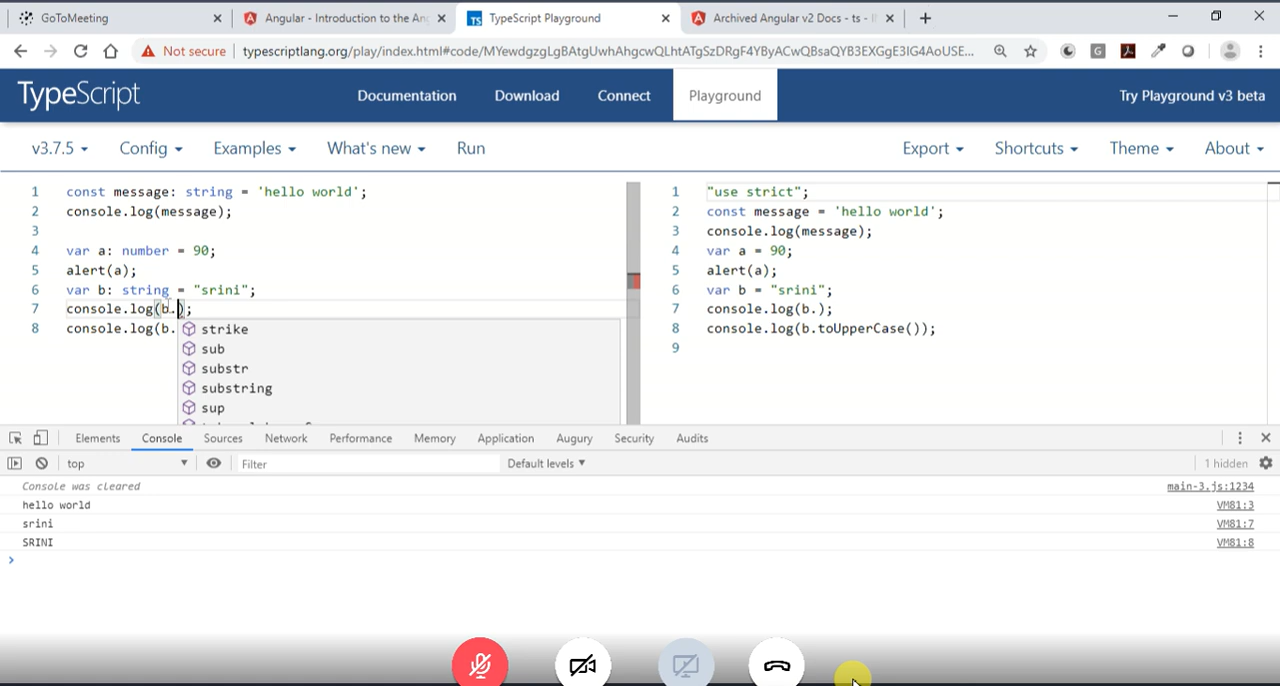 GoToMeeting
Angular - Introduction to the Ang
TypeScript Playground
Archived Angular v2 Docs - ts - I
Not secure
typescriptlang.org/play/index.html#code/MYewdgzgLgBAtgUwhAhgcwQLhtATgSzDRgF4YByACwQBsaQYB3EXGgE3IG4AoUSE...
TypeScript
Documentation
Download
Connect
Playground
Try Playground v3 beta
v3.7.5
Config
Examples
What's new
Run
Export
Shortcuts
Theme
About
1 const message: string = 'hello world';
2 console.log(message);
3
4 var a: number = 90;
5 alert(a);
6 var b: string = "srini";
7 console.log(b.);
8 console.log(b.
strike
sub
substr
substring
sup
1 "use strict";
2 const message = 'hello world';
3 console.log(message);
4 var a = 90;
5 alert(a);
6 var b = "srini";
7 console.log(b.);
8 console.log(b.toUpperCase());
9
Elements
Console
Sources
Network
Performance
Memory
Application
Augury
Security
Audits
top
Filter
Default levels
1 hidden
Console was cleared
main-3.js:1234
hello world
VM81:3
srini
VM81:7
SRINI
VM81:8